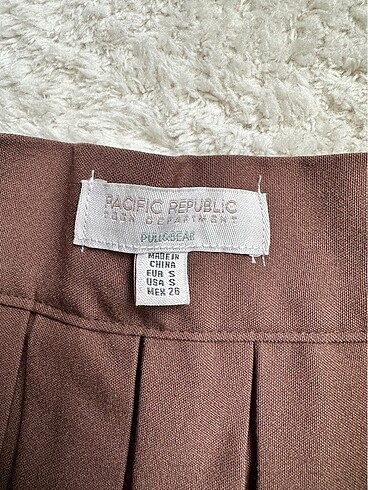 PACIFIC REPUBLIC
TEEN DEPARTMENT
PULL&BEAR
MADE IN
CHINA
EUR S
USA S
MEX 26